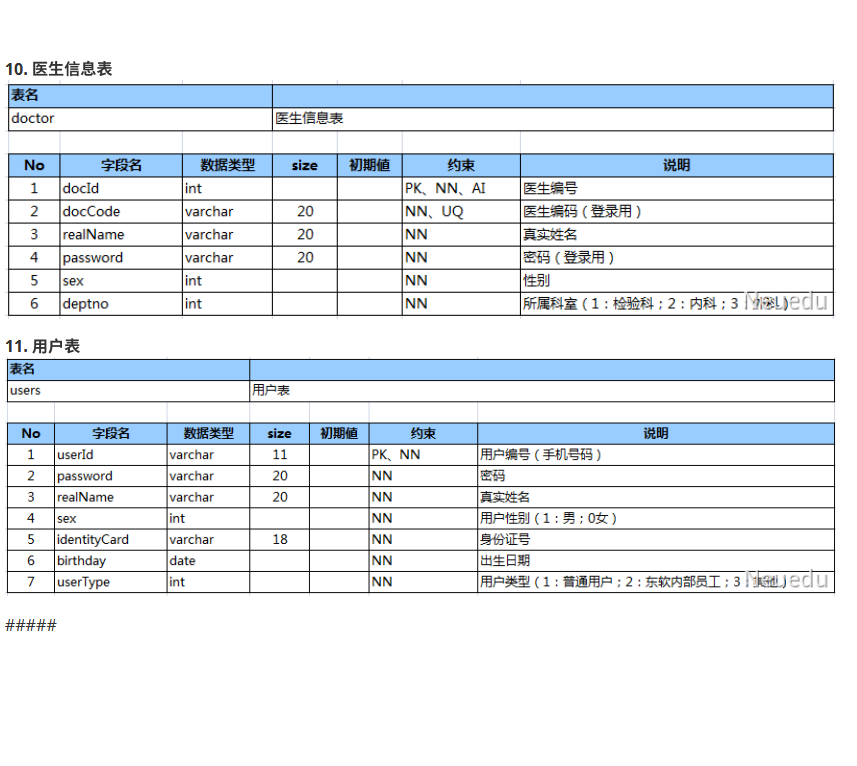 10. 医生信息表
表名
doctor 医生信息表
No 字段名 数据类型 size 初期値 约束 说明
1 docId int PK、NN、AI 医生编号
2 docCode varchar 20 NN、UQ 医生编码（登录用）
3 realName varchar 20 NN 真实姓名
4 password varchar 20 NN 密码（登录用）
5 sex int NN 性别
6 deptno int NN 所属科室（1：检验科；2：内科；3：外科）
Neuedu
11. 用户表
表名
users 用户表
No 字段名 数据类型 size 初期値 约束 说明
1 userId varchar 11 PK、NN 用户编号（手机号码）
2 password varchar 20 NN 密码
3 realName varchar 20 NN 真实姓名
4 sex int NN 用户性别（1：男；0女）
5 identityCard varchar 18 NN 身份证号
6 birthday date NN 出生日期
7 userType int NN 用户类型（1：普通用户；2：东软内部员工；3：其他）
Neuedu
#####